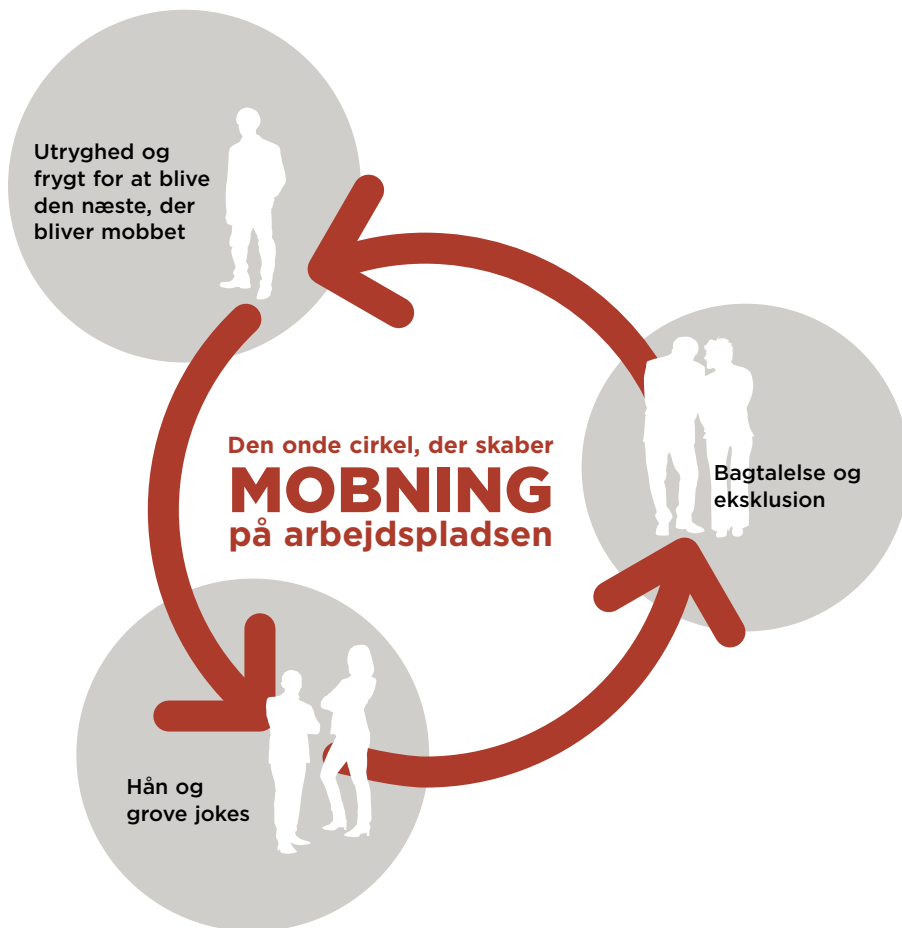 Utryghed og
frygt for at blive
den næste, der
bliver mobbet
Den onde cirkel, der skaber
MOBNING
på arbejdspladsen
Bagtalelse og
eksklusion
Hån og
grove jokes